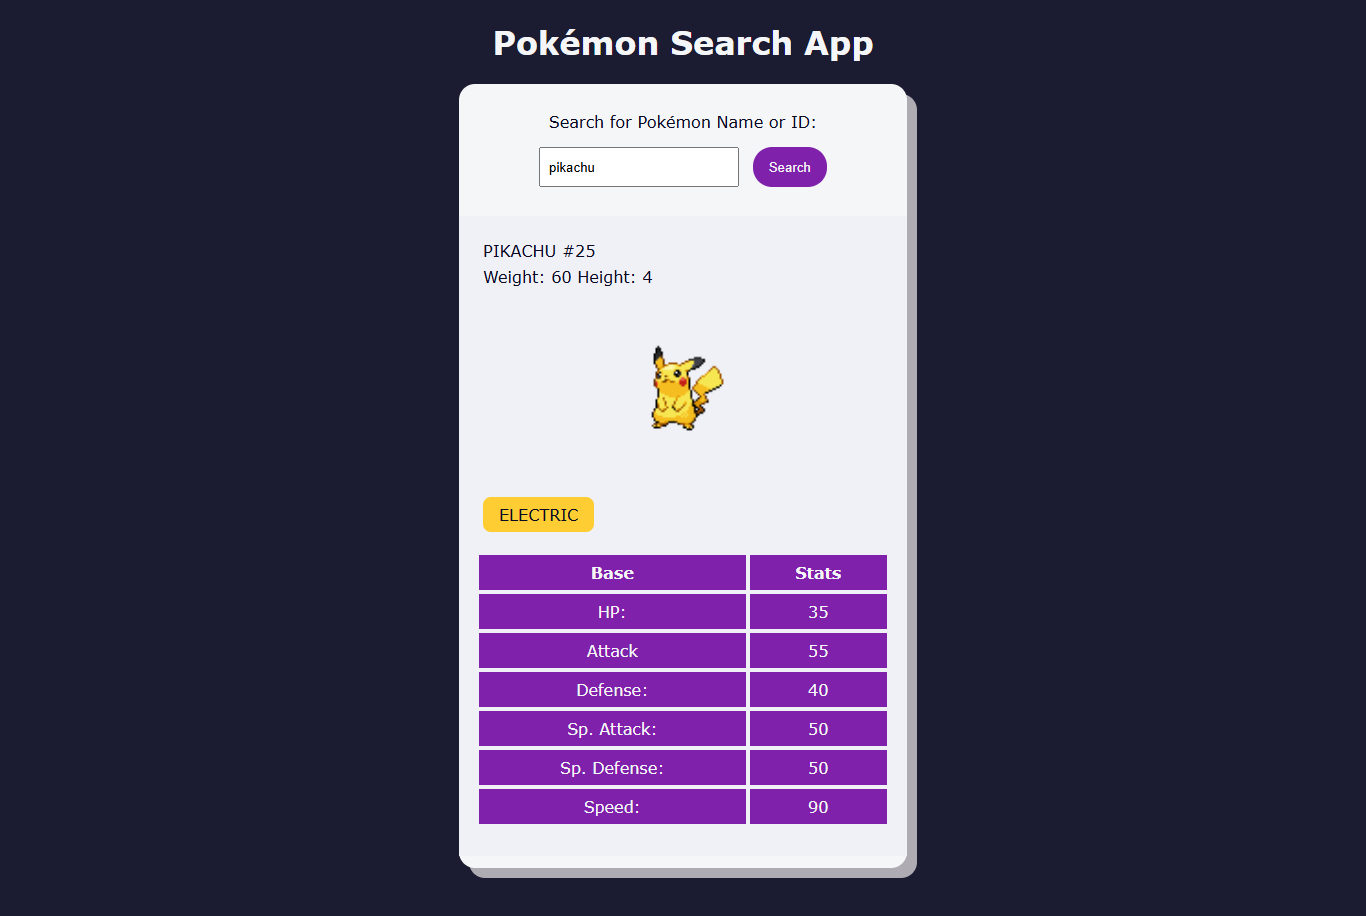 Pokémon Search App
Search for Pokémon Name or ID:
pikachu Search
PIKACHU #25
Weight: 60 Height: 4
ELECTRIC
Base Stats
HP: 35
Attack 55
Defense: 40
Sp. Attack: 50
Sp. Defense: 50
Speed: 90